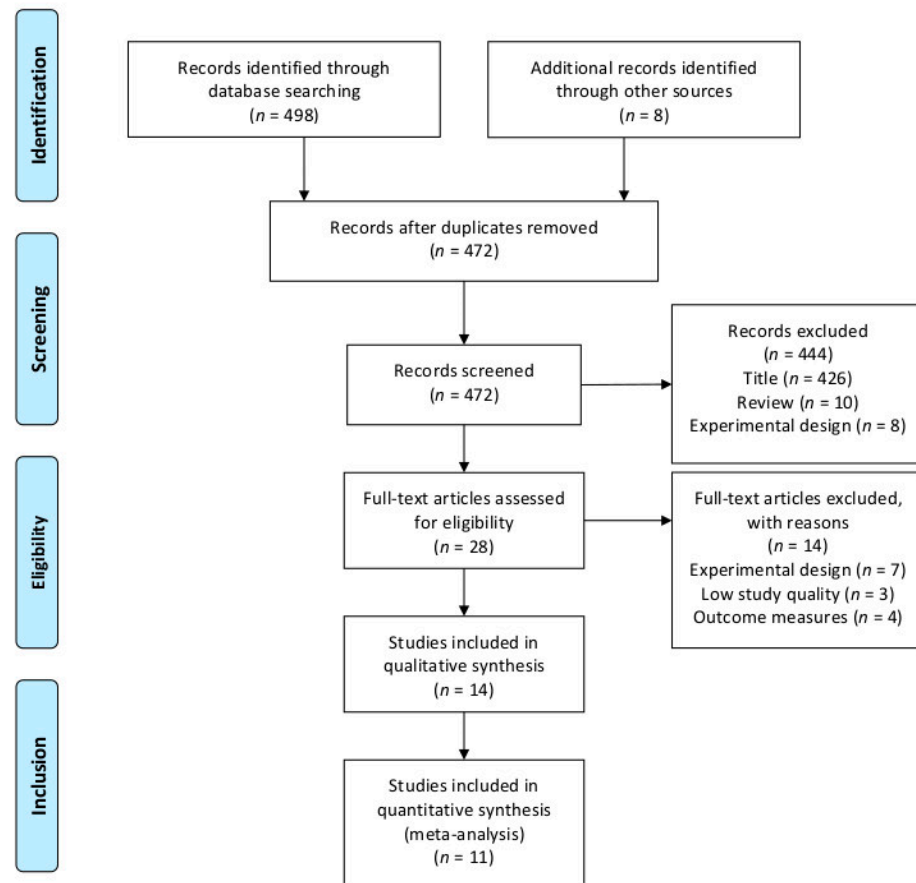 Identification
Records identified through
database searching
(n = 498)
Additional records identified
through other sources
(n = 8)
Records after duplicates removed
(n = 472)
Screening
Records screened
(n = 472)
Records excluded
(n = 444)
Title (n = 426)
Review (n = 10)
Experimental design (n = 8)
Eligibility
Full-text articles assessed
for eligibility
(n = 28)
Full-text articles excluded,
with reasons
(n = 14)
Experimental design (n = 7)
Low study quality (n = 3)
Outcome measures (n = 4)
Studies included in
qualitative synthesis
(n = 14)
Inclusion
Studies included in
quantitative synthesis
(meta-analysis)
(n = 11)